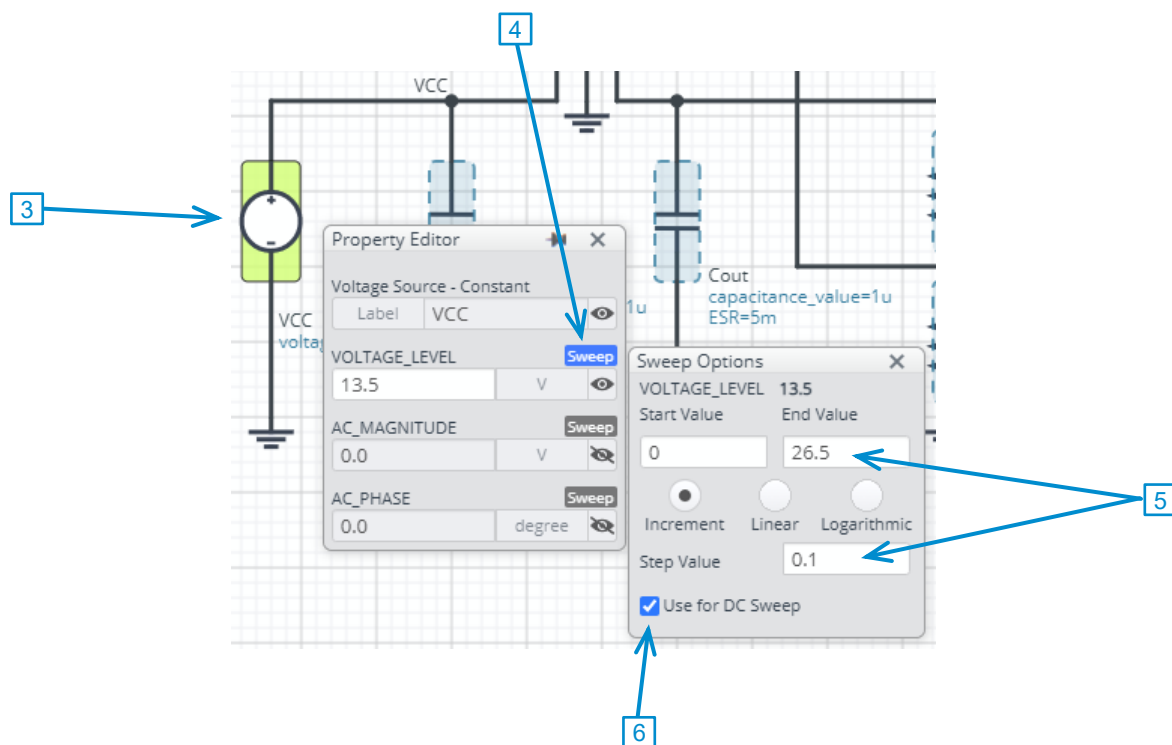 4
VCC
3
Property Editor
Voltage Source - Constant
Label VCC
VOLTAGE_LEVEL Sweep
13.5 V
AC_MAGNITUDE Sweep
0.0 V
AC_PHASE Sweep
0.0 degree
VCC
1u
Cout
capacitance_value=1u
ESR=5m
Sweep Options
VOLTAGE_LEVEL 13.5
Start Value End Value
0 26.5
Increment Linear Logarithmic
Step Value 0.1
Use for DC Sweep
5
6